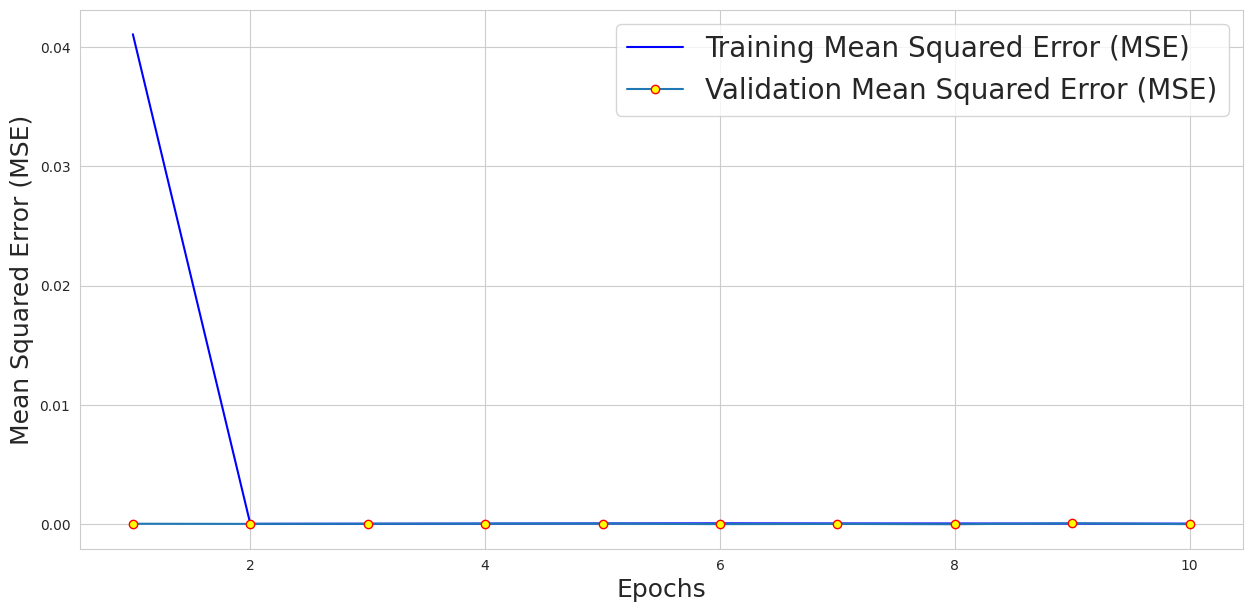 Training Mean Squared Error (MSE)
Validation Mean Squared Error (MSE)
Mean Squared Error (MSE)
0.04
0.03
0.02
0.01
0.00
2 4 6 8 10
Epochs